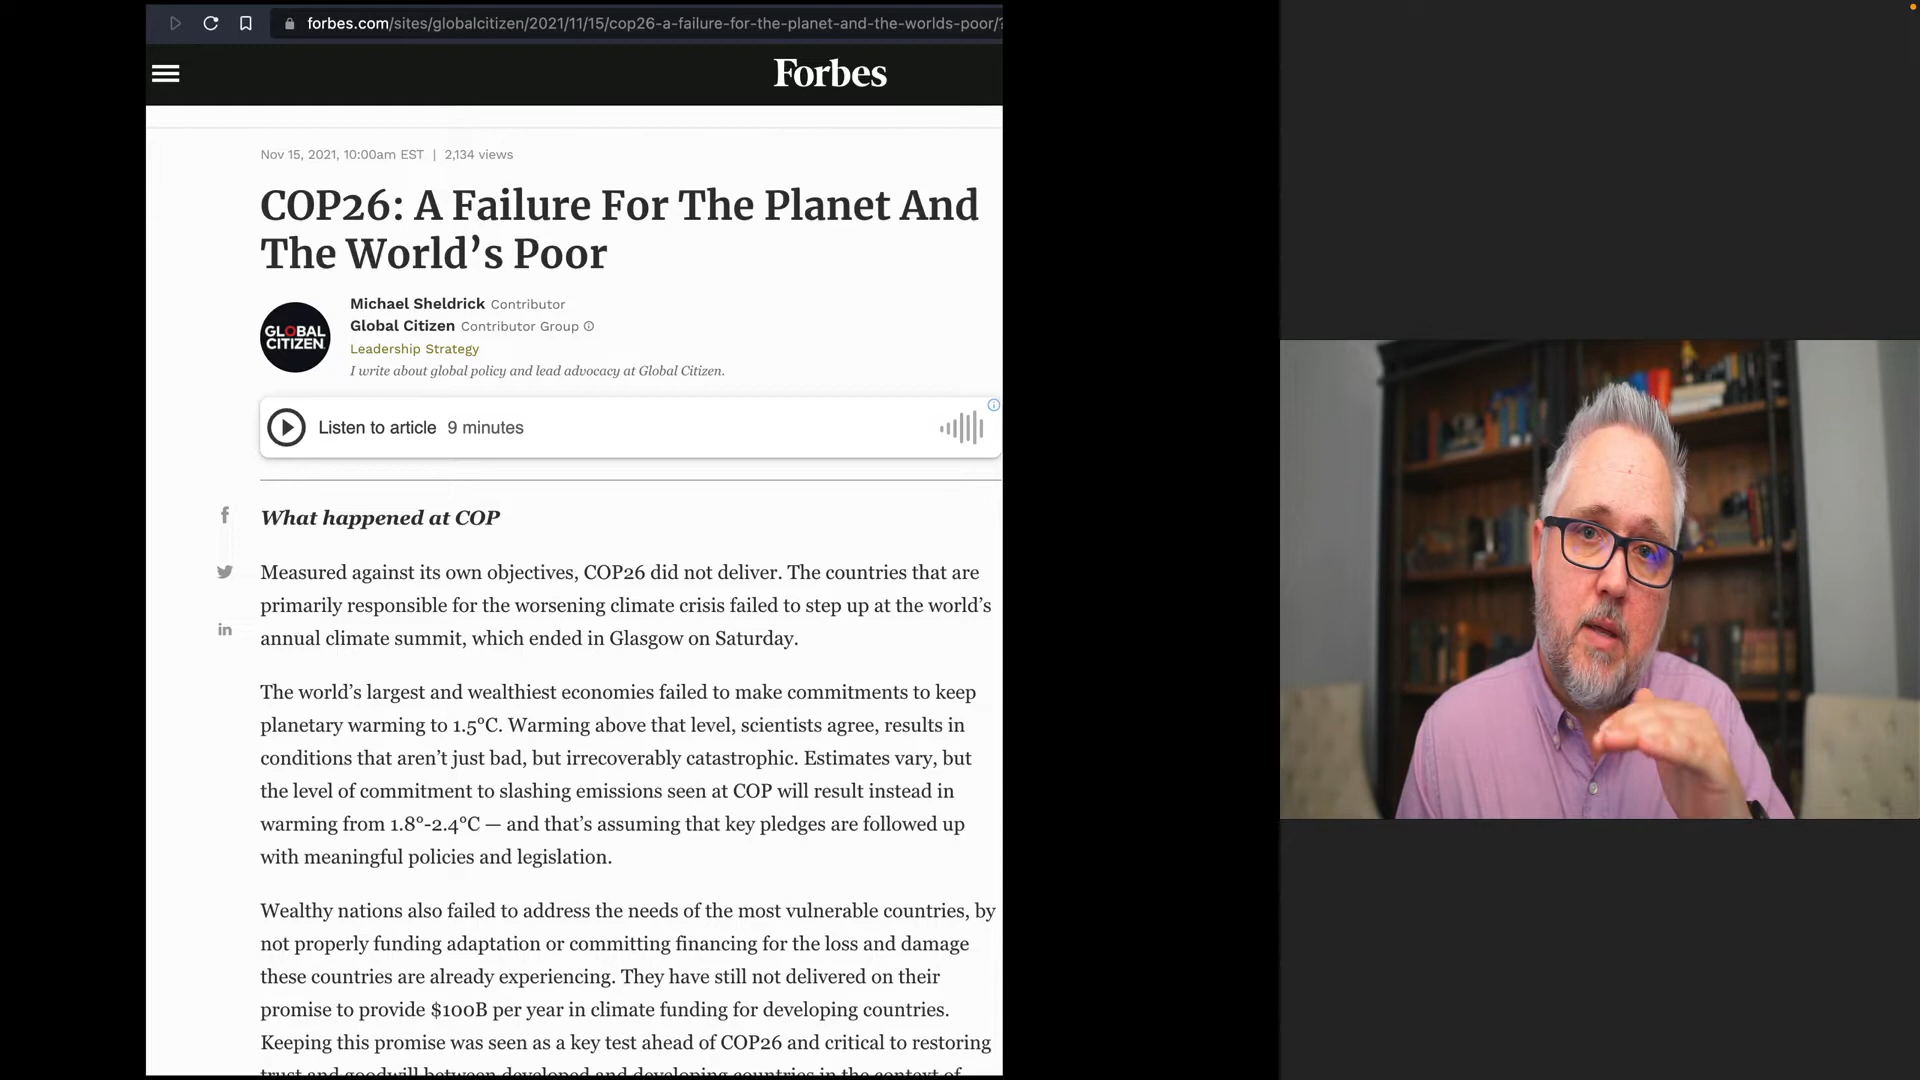 forbes.com/sites/globalcitizen/2021/11/15/cop26-a-failure-for-the-planet-and-the-worlds-poor/?
Forbes
Nov 15, 2021, 10:00am EST | 2,134 views
COP26: A Failure For The Planet And
The World’s Poor
GLOBAL
CITIZEN
Michael Sheldrick Contributor
Global Citizen Contributor Group
Leadership Strategy
I write about global policy and lead advocacy at Global Citizen.
Listen to article 9 minutes
What happened at COP
Measured against its own objectives, COP26 did not deliver. The countries that are
primarily responsible for the worsening climate crisis failed to step up at the world’s
annual climate summit, which ended in Glasgow on Saturday.
The world’s largest and wealthiest economies failed to make commitments to keep
planetary warming to 1.5°C. Warming above that level, scientists agree, results in
conditions that aren’t just bad, but irrecoverably catastrophic. Estimates vary, but
the level of commitment to slashing emissions seen at COP will result instead in
warming from 1.8°-2.4°C — and that’s assuming that key pledges are followed up
with meaningful policies and legislation.
Wealthy nations also failed to address the needs of the most vulnerable countries, by
not properly funding adaptation or committing financing for the loss and damage
these countries are already experiencing. They have still not delivered on their
promise to provide $100B per year in climate funding for developing countries.
Keeping this promise was seen as a key test ahead of COP26 and critical to restoring
trust and goodwill between developed and developing countries in the context of